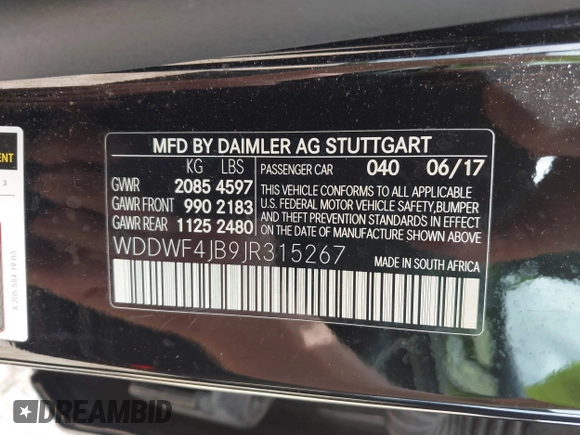 MFD BY DAIMLER AG STUTTGART
KG LBS PASSENGER CAR 040 06/17
GVWR 2085 4597
GAWR FRONT 990 2183
GAWR REAR 1125 2480
THIS VEHICLE CONFORMS TO ALL APPLICABLE
U.S. FEDERAL MOTOR VEHICLE SAFETY,BUMPER
AND THEFT PREVENTION STANDARDS IN EFFECT
ON THE DATE OF MANUFACTURE SHOWN ABOVE.
WDDWF4JB9JR315267 MADE IN SOUTH AFRICA
ENT
3
DREAMBID